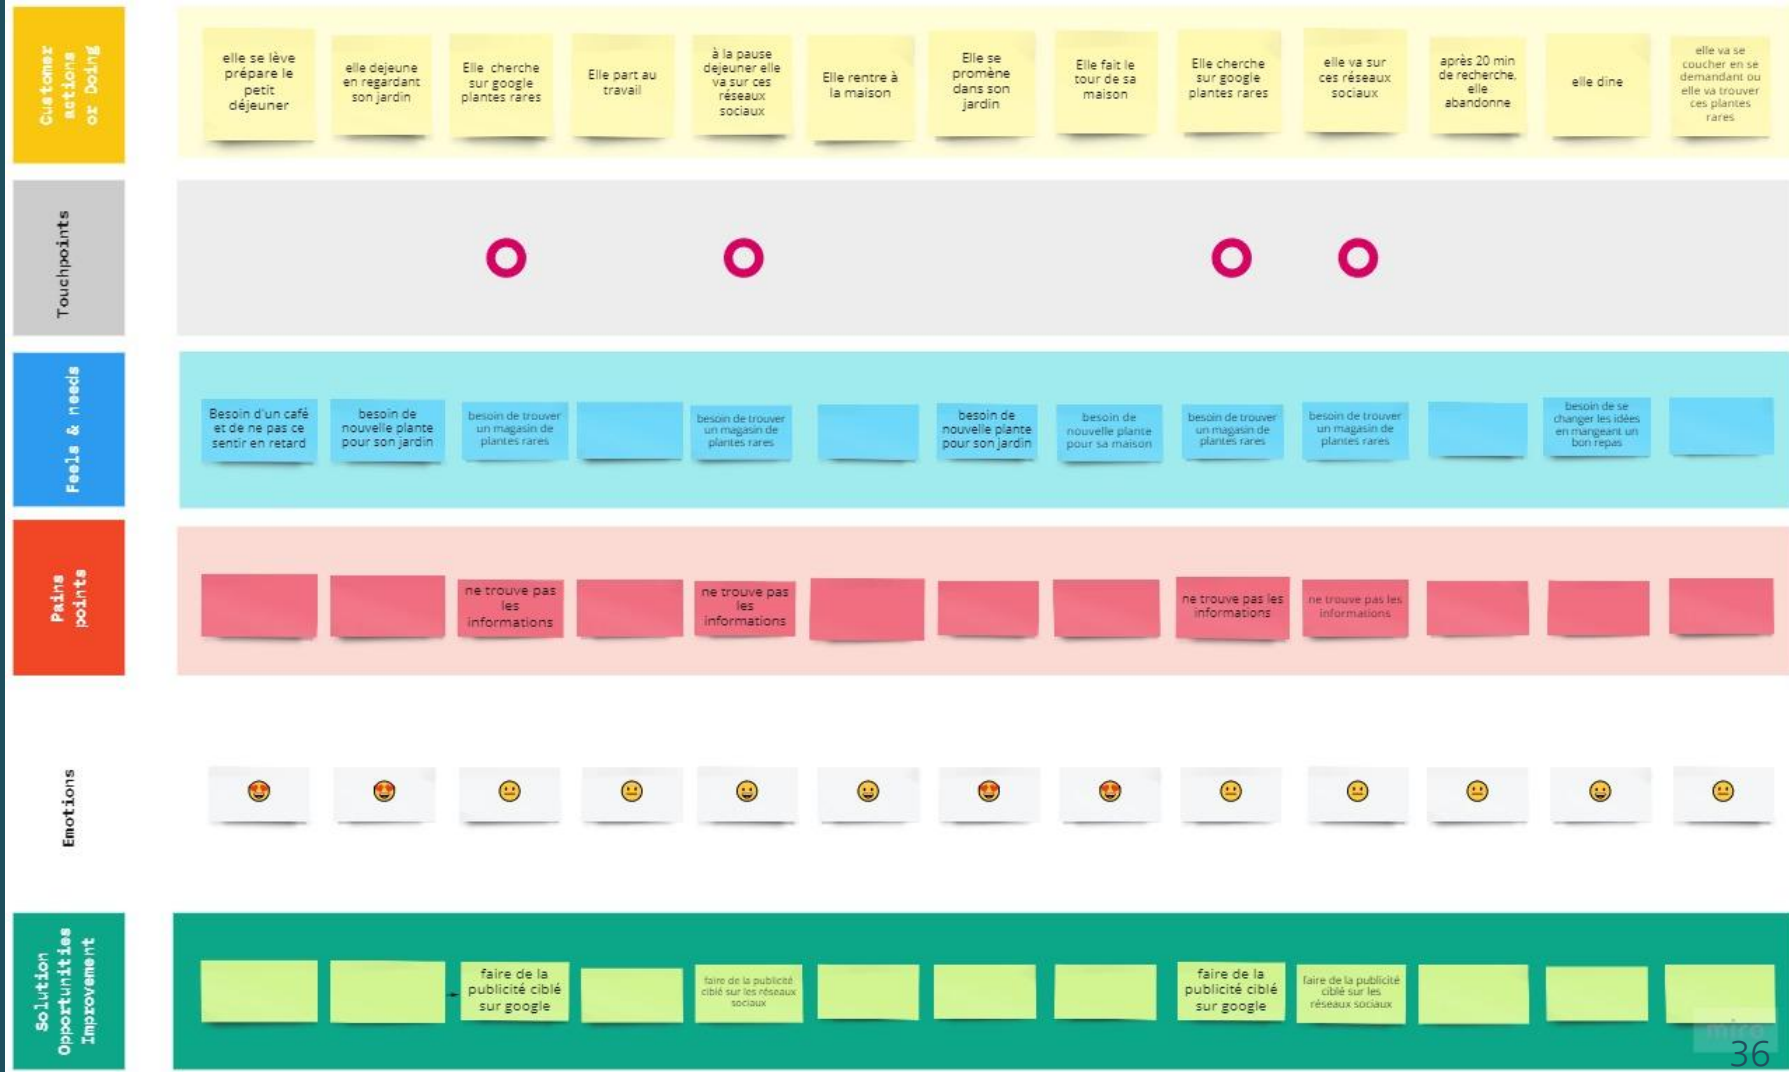 Customer
actions
or Doing
elle se lève
prépare le
petit
déjeuner
elle dejeune
en regardant
son jardin
Elle cherche
sur google
plantes rares
Elle part au
travail
à la pause
dejeuner elle
va sur ces
réseaux
sociaux
Elle rentre à
la maison
Elle se
promène
dans son
jardin
Elle fait le
tour de sa
maison
Elle cherche
sur google
plantes rares
elle va sur
ces réseaux
sociaux
après 20 min
de recherche,
elle
abandonne
elle dine
elle va se
coucher en se
demandant ou
elle va trouver
ces plantes
rares
Touchpoints
Feels & needs
Besoin d'un café
et de ne pas ce
sentir en retard
besoin de
nouvelle plante
pour son jardin
besoin de trouver
un magasin de
plantes rares
besoin de trouver
un magasin de
plantes rares
besoin de
nouvelle plante
pour son jardin
besoin de
nouvelle plante
pour sa maison
besoin de trouver
un magasin de
plantes rares
besoin de trouver
un magasin de
plantes rares
besoin de se
changer les idées
en mangeant un
bon repas
Pains
points
ne trouve pas
les
informations
ne trouve pas
les
informations
ne trouve pas les
informations
ne trouve pas les
informations
Emotions
Solution
Opportunities
Improvement
faire de la
publicité ciblé
sur google
faire de la publicité
ciblé sur les réseaux
sociaux
faire de la
publicité ciblé
sur google
faire de la publicité
ciblé sur les
réseaux sociaux
miro
36